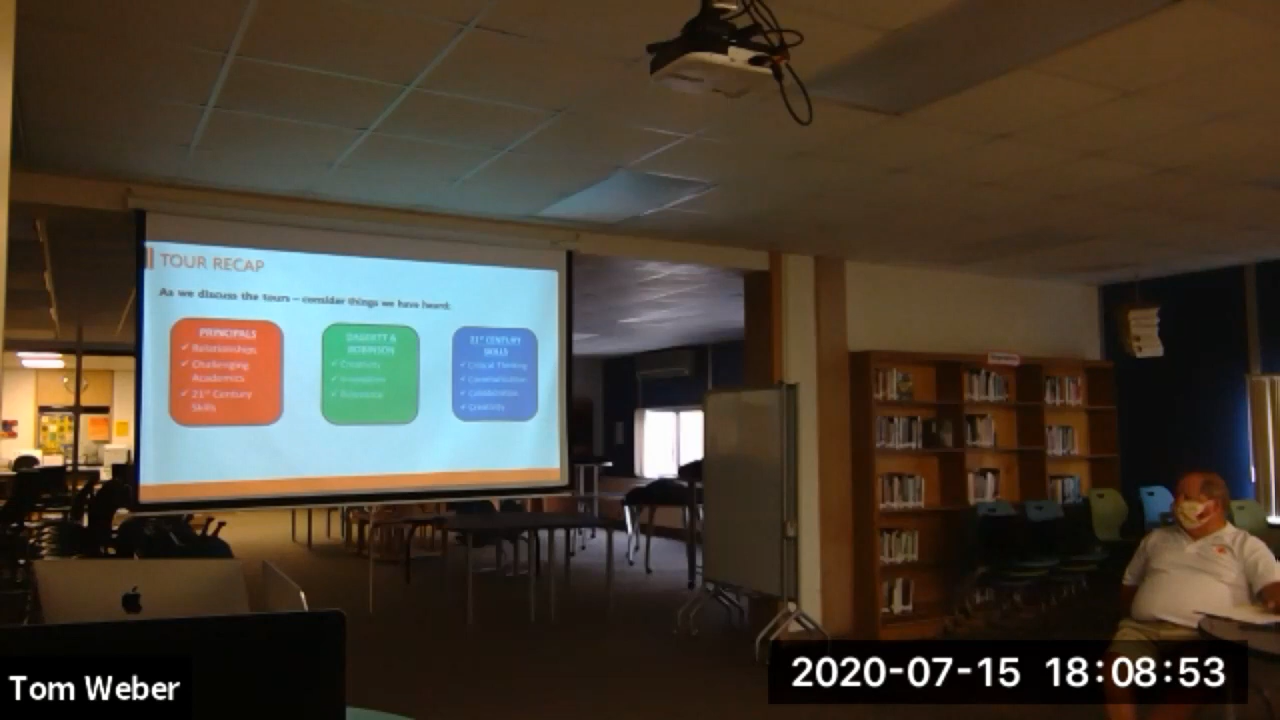 TOUR RECAP
As we discuss the tours – consider things we have heard:
PRINCIPALS
✓ Relationships
✓ Challenging
Academics
✓ 21st Century
Skills
DAGGETT &
ROBINSON
✓ Creativity
✓ Innovation
21ST CENTURY
SKILLS
✓ Critical Thinking
✓ Communication
✓ Collaboration
✓ Creativity
Tom Weber
2020-07-15 18:08:53